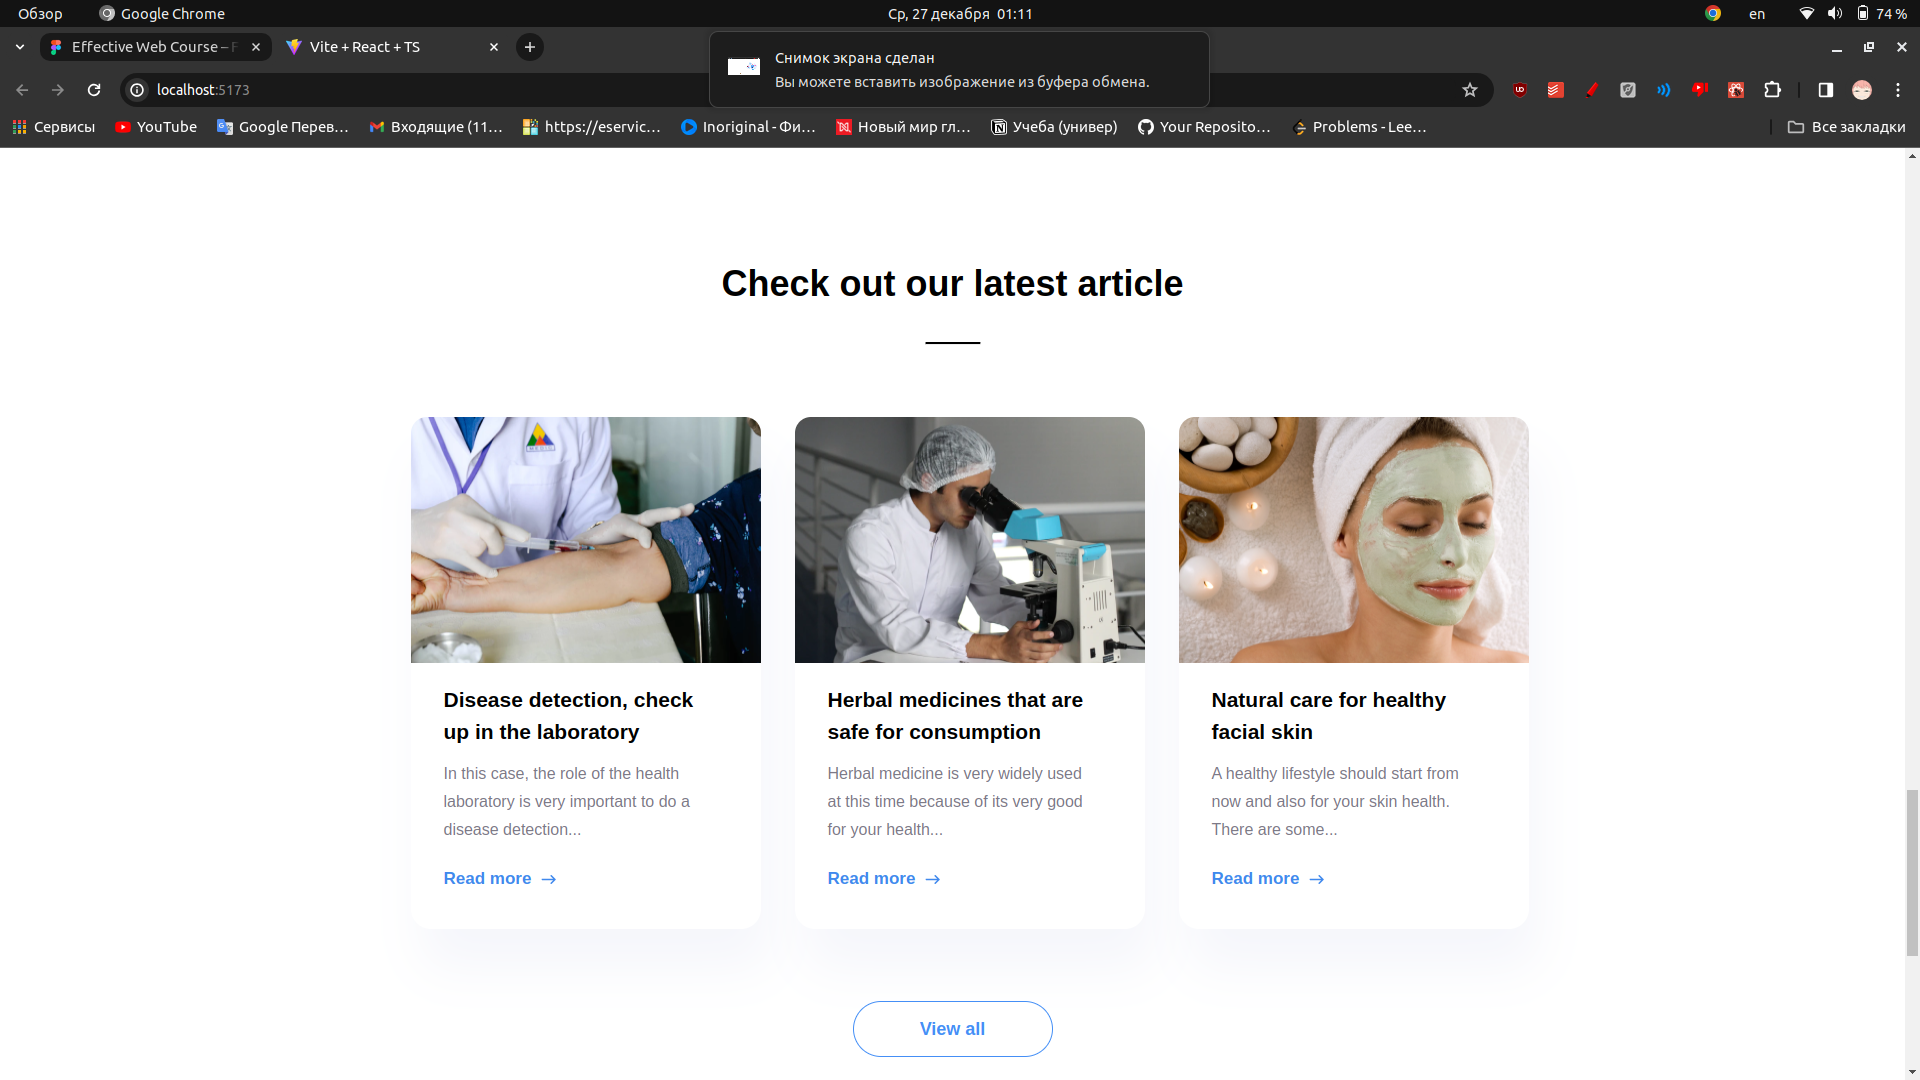 Обзор
Google Chrome
Ср, 27 декабря 01:11
en
74 %
Effective Web Course – F
Vite + React + TS
Снимок экрана сделан
Вы можете вставить изображение из буфера обмена.
localhost:5173
Сервисы
YouTube
Google Перев…
Входящие (11…
https://eservic…
Inoriginal - Фи…
Новый мир гл…
Учеба (универ)
Your Reposito…
Problems - Lee…
Все закладки
Check out our latest article
Disease detection, check
up in the laboratory
In this case, the role of the health
laboratory is very important to do a
disease detection...
Read more →
Herbal medicines that are
safe for consumption
Herbal medicine is very widely used
at this time because of its very good
for your health...
Read more →
Natural care for healthy
facial skin
A healthy lifestyle should start from
now and also for your skin health.
There are some...
Read more →
View all